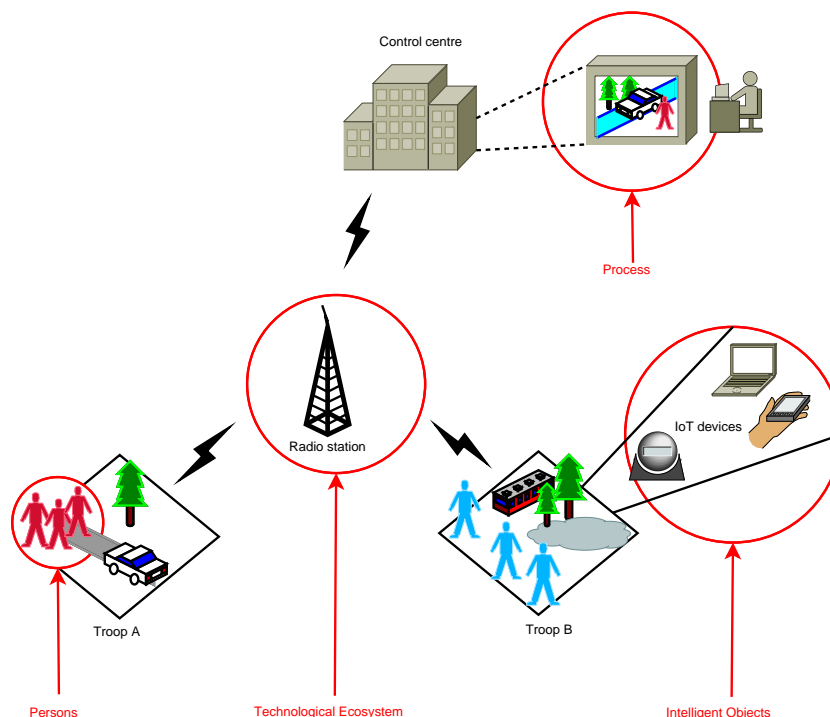 Control centre
Process
Radio station
IoT devices
Troop A
Troop B
Persons
Technological Ecosystem
Intelligent Objects